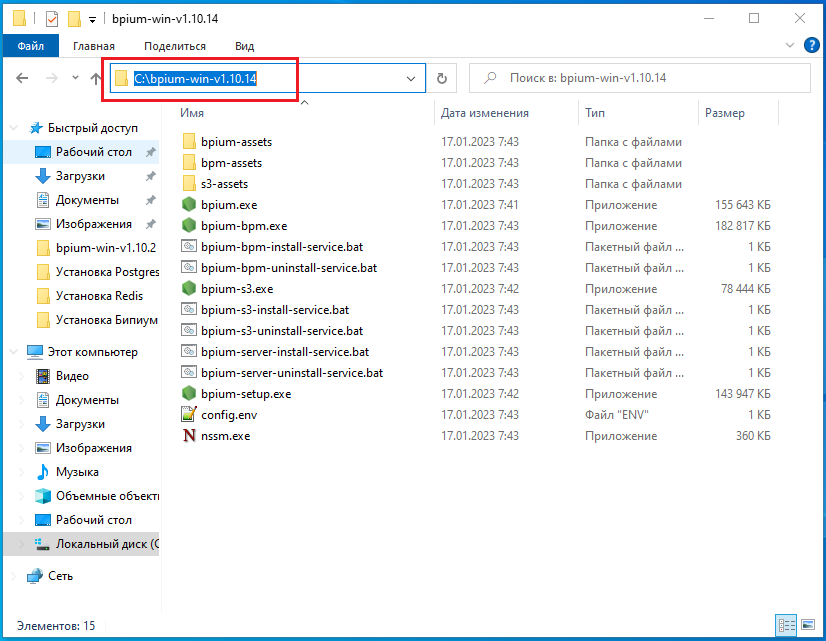 bpium-win-v1.10.14
Файл Главная Поделиться Вид
C:\bpium-win-v1.10.14 Поиск в: bpium-win-v1.10.14
Имя Дата изменения Тип Размер
Быстрый доступ
Рабочий стол
Загрузки
Документы
Изображения
bpium-win-v1.10.2
Установка Postgres
Установка Redis
Установка Бипиум
Этот компьютер
Видео
Документы
Загрузки
Изображения
Музыка
Объемные объект
Рабочий стол
Локальный диск (C
Сеть
bpium-assets 17.01.2023 7:43 Папка с файлами
bpm-assets 17.01.2023 7:43 Папка с файлами
s3-assets 17.01.2023 7:43 Папка с файлами
bpium.exe 17.01.2023 7:41 Приложение 155 643 КБ
bpium-bpm.exe 17.01.2023 7:43 Приложение 182 817 КБ
bpium-bpm-install-service.bat 17.01.2023 7:43 Пакетный файл ... 1 КБ
bpium-bpm-uninstall-service.bat 17.01.2023 7:43 Пакетный файл ... 1 КБ
bpium-s3.exe 17.01.2023 7:42 Приложение 78 444 КБ
bpium-s3-install-service.bat 17.01.2023 7:43 Пакетный файл ... 1 КБ
bpium-s3-uninstall-service.bat 17.01.2023 7:43 Пакетный файл ... 1 КБ
bpium-server-install-service.bat 17.01.2023 7:43 Пакетный файл ... 1 КБ
bpium-server-uninstall-service.bat 17.01.2023 7:43 Пакетный файл ... 1 КБ
bpium-setup.exe 17.01.2023 7:42 Приложение 143 947 КБ
config.env 17.01.2023 7:43 Файл "ENV" 1 КБ
nssm.exe 17.01.2023 7:43 Приложение 360 КБ
Элементов: 15